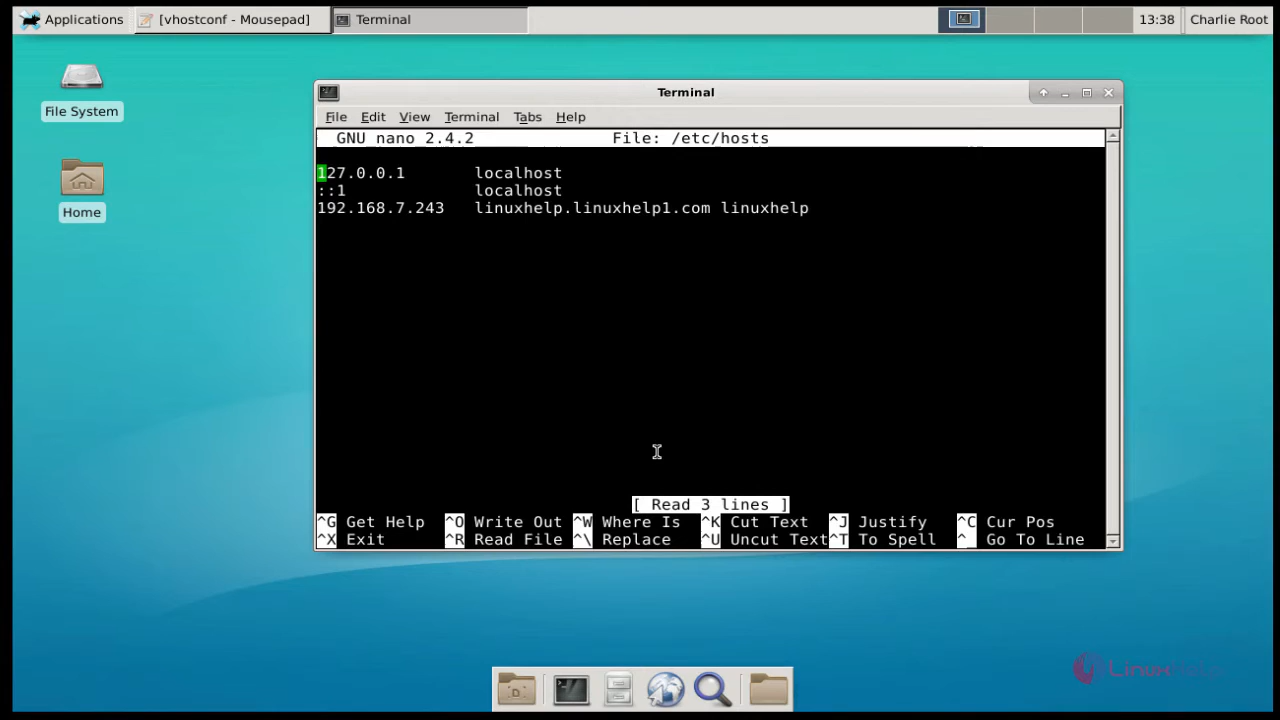 Applications [vhostconf - Mousepad] Terminal 13:38 Charlie Root
File System
Home
Terminal
File Edit View Terminal Tabs Help
GNU nano 2.4.2 File: /etc/hosts
127.0.0.1 localhost
::1 localhost
192.168.7.243 linuxhelp.linuxhelp1.com linuxhelp
[ Read 3 lines ]
^G Get Help ^O Write Out ^W Where Is ^K Cut Text ^J Justify ^C Cur Pos
^X Exit ^R Read File ^\ Replace ^U Uncut Text ^T To Spell ^_ Go To Line
LinuxHelp